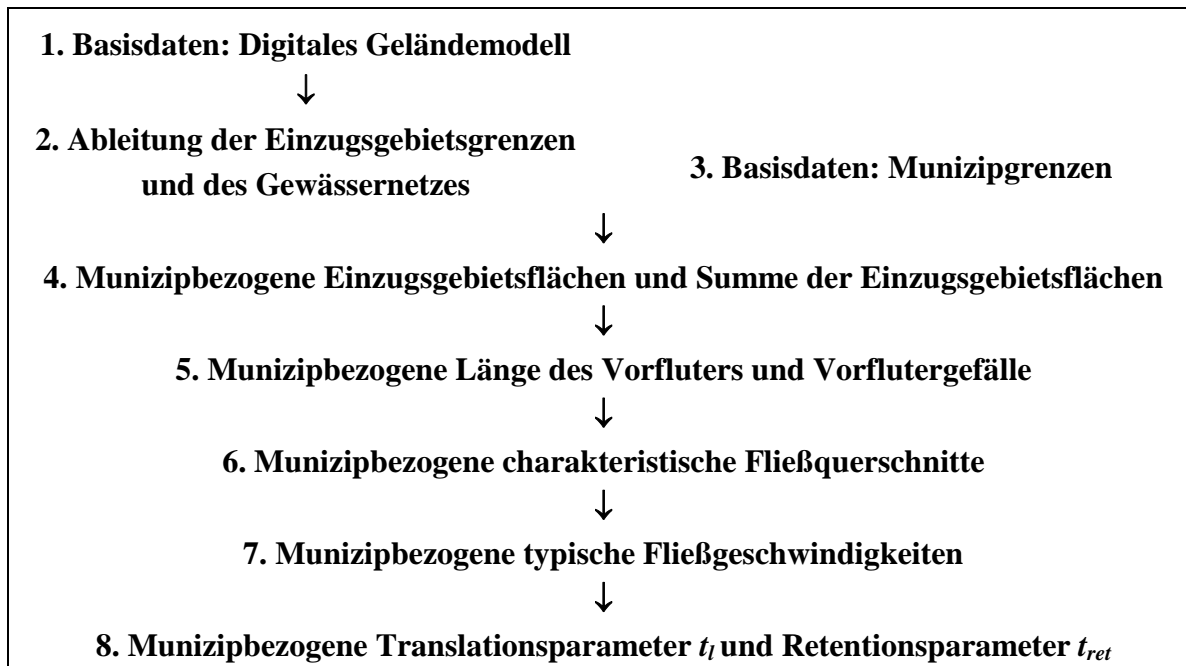 1. Basisdaten: Digitales Geländemodell
↓
2. Ableitung der Einzugsgebietsgrenzen
und des Gewässernetzes
3. Basisdaten: Munizipgrenzen
↓
4. Munizipbezogene Einzugsgebietsflächen und Summe der Einzugsgebietsflächen
↓
5. Munizipbezogene Länge des Vorfluters und Vorflutergefälle
↓
6. Munizipbezogene charakteristische Fließquerschnitte
↓
7. Munizipbezogene typische Fließgeschwindigkeiten
↓
8. Munizipbezogene Translationsparameter t_l und Retentionsparameter t_ret